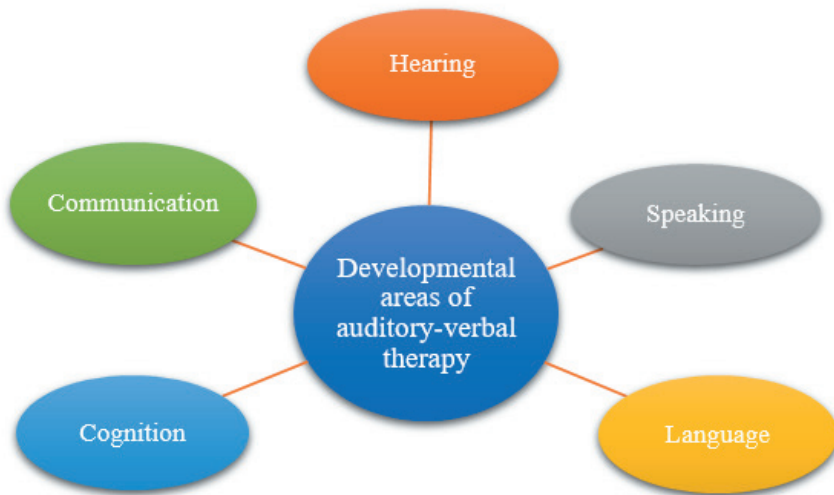 Hearing
Communication
Speaking
Developmental
areas of
auditory-verbal
therapy
Cognition
Language